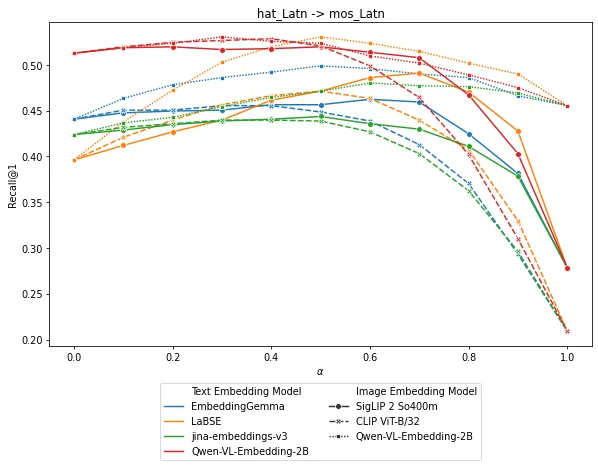 hat_Latn -> mos_Latn
Recall@1
0.50
0.45
0.40
0.35
0.30
0.25
0.20
0.0
0.2
0.4
0.6
0.8
1.0
α
Text Embedding Model
EmbeddingGemma
LaBSE
jina-embeddings-v3
Qwen-VL-Embedding-2B
Image Embedding Model
SigLIP 2 So400m
CLIP ViT-B/32
Qwen-VL-Embedding-2B